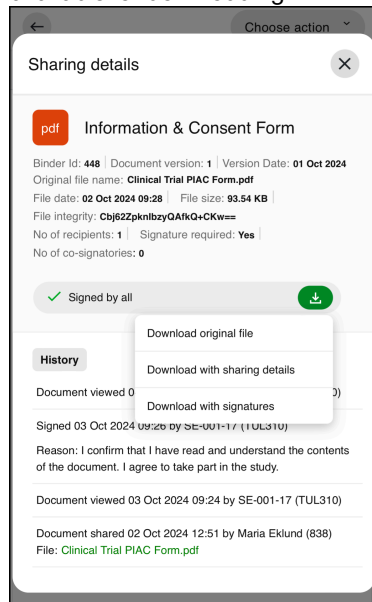 Choose action
Sharing details
pdf
Information & Consent Form
Binder Id: 448 Document version: 1 Version Date: 01 Oct 2024
Original file name: Clinical Trial PIAC Form.pdf
File date: 02 Oct 2024 09:28 File size: 93.54 KB
File integrity: Cbj62ZpknIbzyQAfkQ+CKw==
No of recipients: 1 Signature required: Yes
No of co-signatories: 0
Signed by all
Download original file
Download with sharing details
Download with signatures
History
Document viewed 0
Signed 03 Oct 2024 09:26 by SE-001-17 (TUL310)
Reason: I confirm that I have read and understand the contents
of the document. I agree to take part in the study.
Document viewed 03 Oct 2024 09:24 by SE-001-17 (TUL310)
Document shared 02 Oct 2024 12:51 by Maria Eklund (838)
File: Clinical Trial PIAC Form.pdf